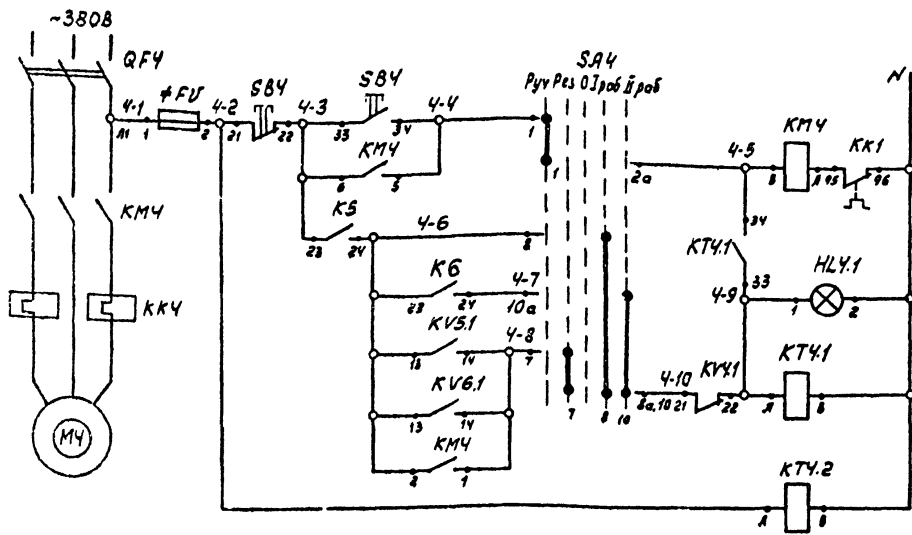 ~380В
QF4
4-1
ФFU
4-2
SB4
4-3
SB4
4-4
SA4
Руч Рез 0 I раб II раб
N
Л1 1 2 21 22 33 34 1
KM4
4-5
KM4
KK1
6 5
1
2а
В А 95 96
KM4
K5
4-6
23 24 8
34
KT4.1
33
4-9
HL4.1
1 2
K6
4-7
23 24 10а
KK4
KV5.1
4-8
13 14 7
KV6.1
13 14
7 8 10
4-10
8а,10 21
KV4.1
22
KT4.1
А В
KM4
2 1
M4
KT4.2
А В